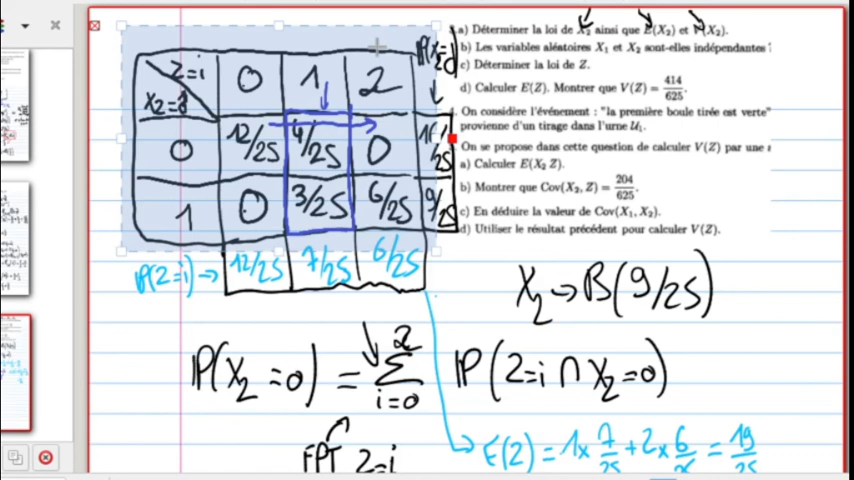 3.a) Déterminer la loi de X₂ ainsi que E(X₂) et V(X₂).
b) Les variables aléatoires X₁ et X₂ sont-elles indépendantes ?
c) Déterminer la loi de Z.
d) Calculer E(Z). Montrer que V(Z) = 414/625.
4. On considère l'événement : "la première boule tirée est verte"
provienne d'un tirage dans l'urne U₁.
On se propose dans cette question de calculer V(Z) par une
a) Calculer E(X₂ Z).
b) Montrer que Cov(X₂, Z) = 204/625.
c) En déduire la valeur de Cov(X₁, X₂).
d) Utiliser le résultat précédent pour calculer V(Z).
Z=i 0 1 2
X₂=j
0 12/25 4/25 0 16/25
1 0 3/25 6/25 9/25
P(Z=i) → 12/25 7/25 6/25
X₂ → B(9/25)
P(X₂=0) = Σ i=0 2 P(Z=i ∩ X₂=0)
FPT Z=i
E(Z) = 1×7/25 + 2×6/25 = 19/25